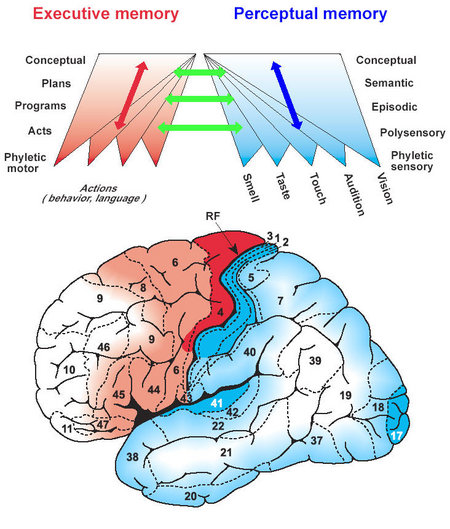 Executive memory
Perceptual memory
Conceptual
Plans
Programs
Acts
Phyletic
motor
Conceptual
Semantic
Episodic
Polysensory
Phyletic
sensory
Actions
( behavior, language )
Smell
Taste
Touch
Audition
Vision
RF
3 1 2
6
5
8
9
7
4
46
9
40
39
10
6
19
45
44
43
41
18
42
11
47
22
17
38
21
37
20